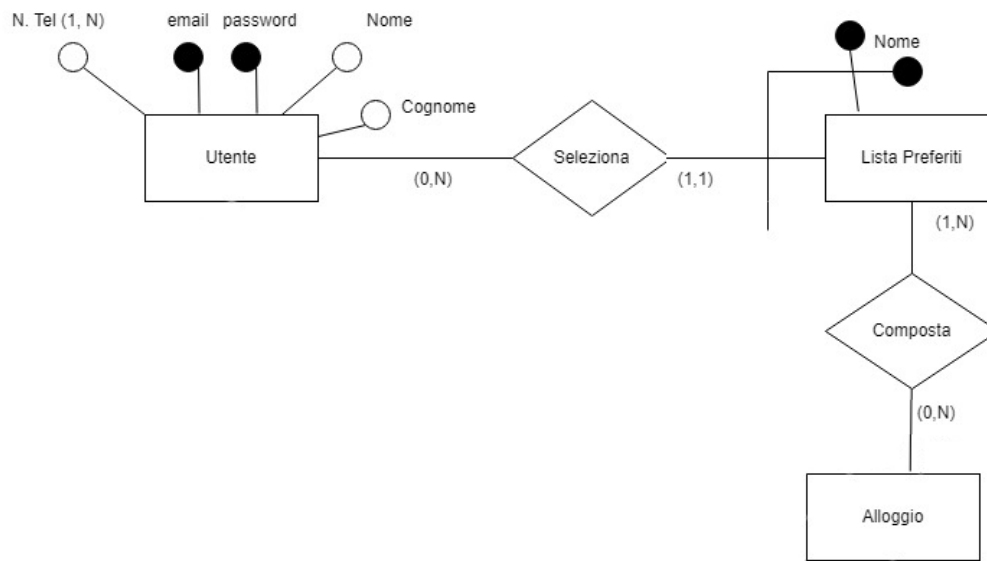 N. Tel (1, N)
email
password
Nome
Nome
Cognome
Utente
Seleziona
Lista Preferiti
(0,N)
(1,1)
(1,N)
Composta
(0,N)
Alloggio